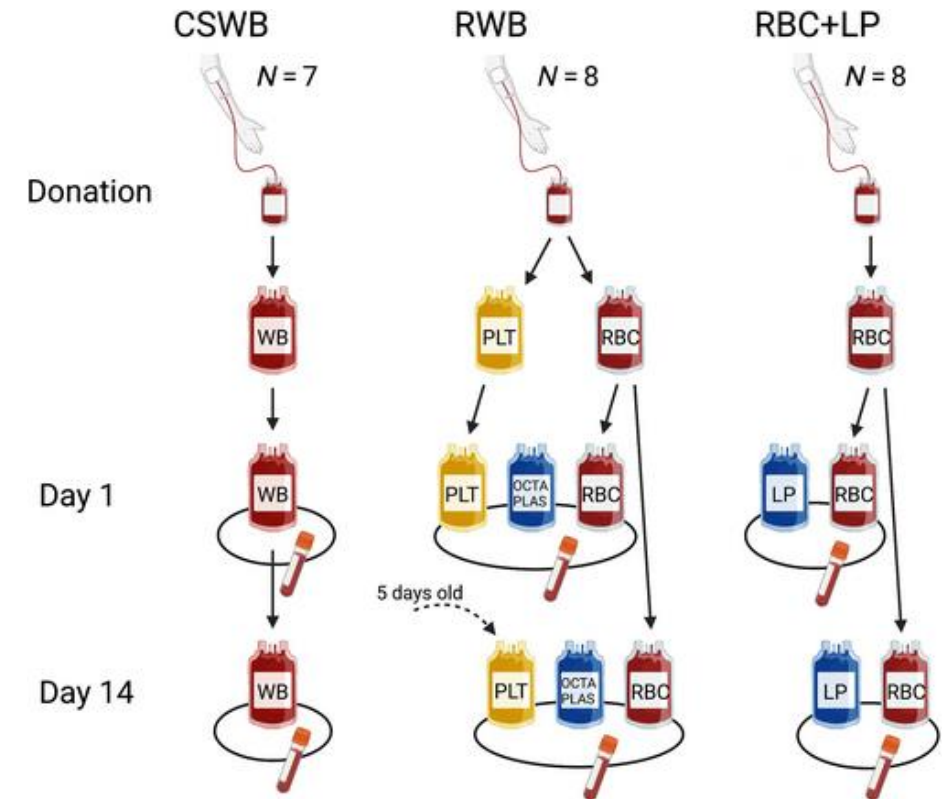 CSWB RWB RBC+LP
N = 7 N = 8 N = 8
Donation
WB PLT RBC RBC
Day 1
WB PLT OCTA PLAS RBC LP RBC
5 days old
Day 14
WB PLT OCTA PLAS RBC LP RBC